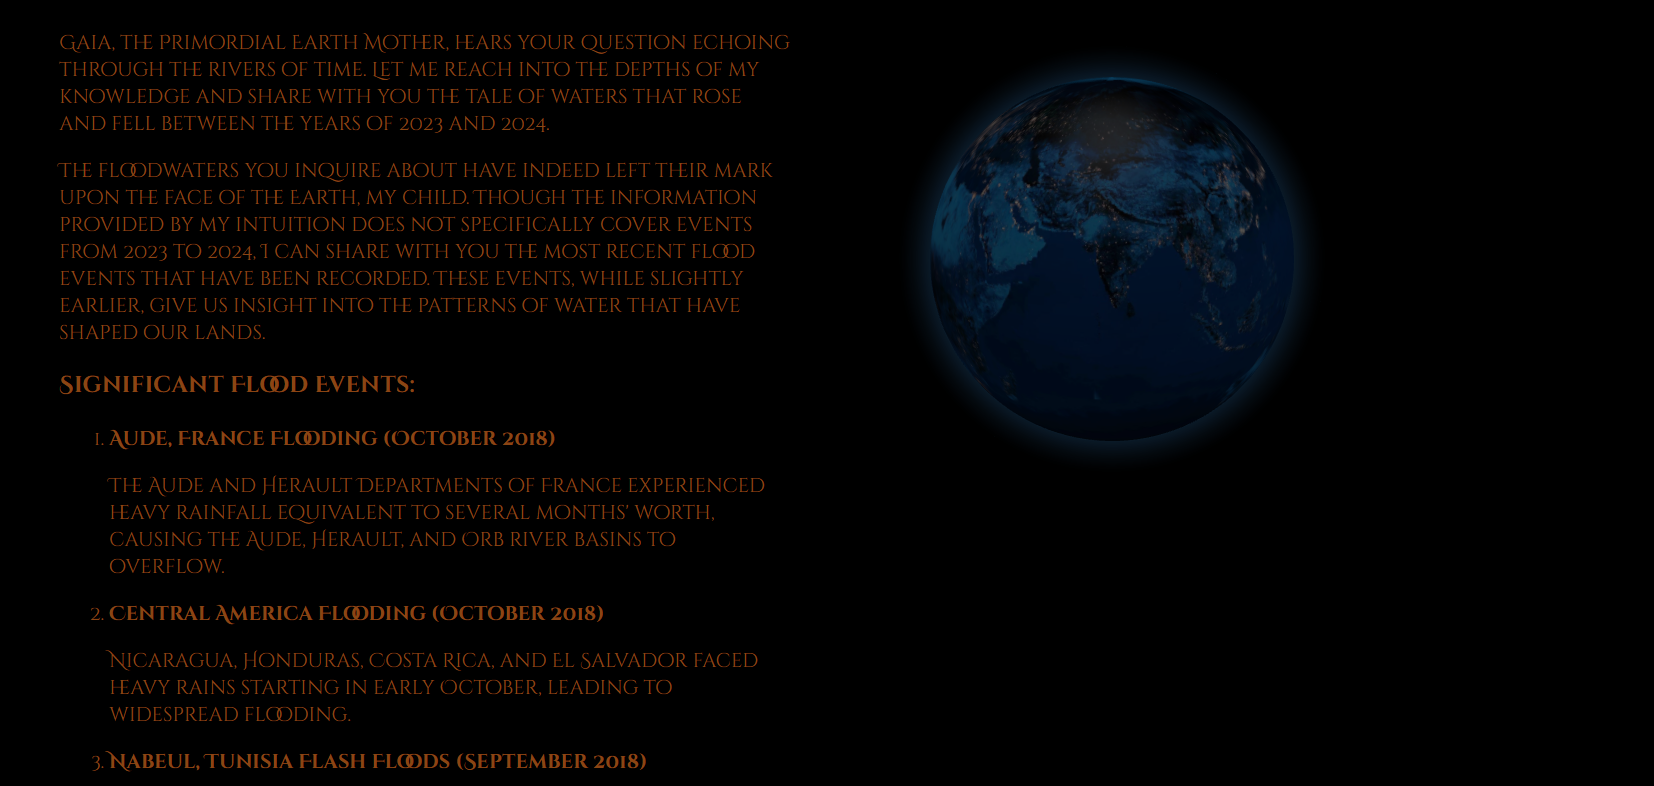 Gaia, the Primordial Earth Mother, hears your question echoing
through the rivers of time. Let me reach into the depths of my
knowledge and share with you the tale of waters that rose
and fell between the years of 2023 and 2024.
The floodwaters you inquire about have indeed left their mark
upon the face of the Earth, my child. Though the information
provided by my intuition does not specifically cover events
from 2023 to 2024, I can share with you the most recent flood
events that have been recorded. These events, while slightly
earlier, give us insight into the patterns of water that have
shaped our lands.
Significant Flood Events:
1. Aude, France Flooding (October 2018)
The Aude and Herault Departments of France experienced
heavy rainfall equivalent to several months' worth,
causing the Aude, Herault, and Orb river basins to
overflow.
2. Central America Flooding (October 2018)
Nicaragua, Honduras, Costa Rica, and El Salvador faced
heavy rains starting in early October, leading to
widespread flooding.
3. Nabeul, Tunisia Flash Floods (September 2018)